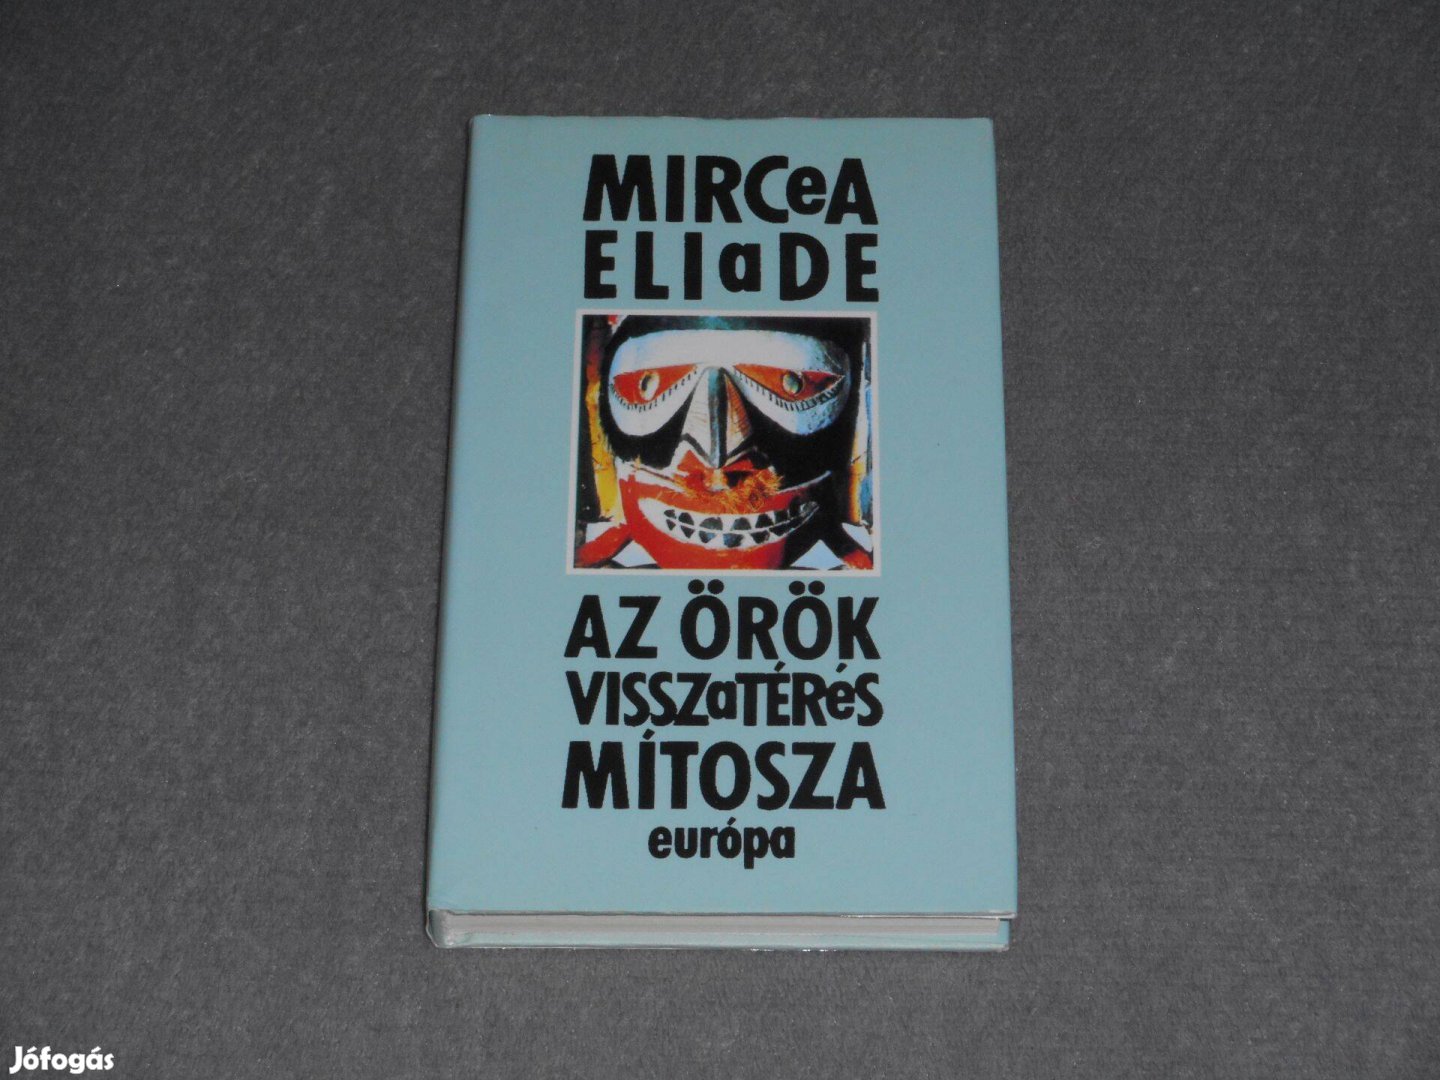 MIRCeA
ELIaDE
AZ ÖRÖK
VISSZaTÉRéS
MÍTOSZA
európa
Jófogás